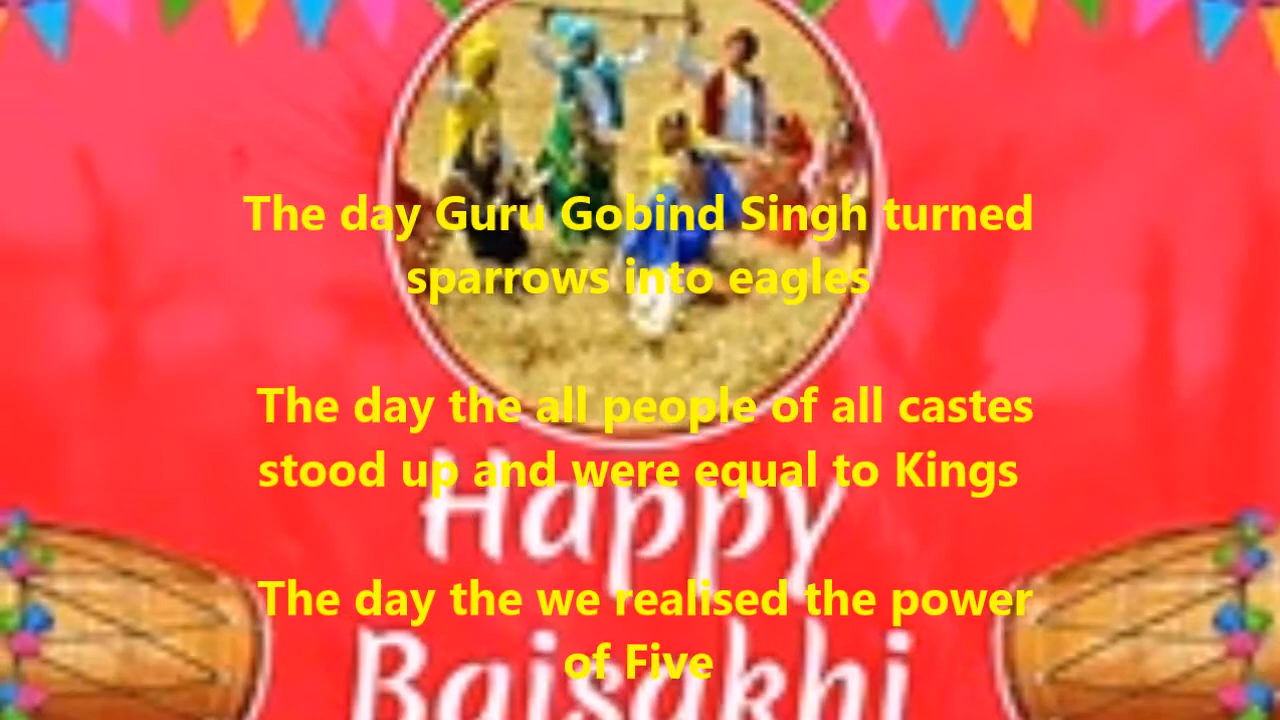 The day Guru Gobind Singh turned
sparrows into eagles
The day the all people of all castes
stood up and were equal to Kings
Happy
The day the we realised the power
of Five
Baisakhi